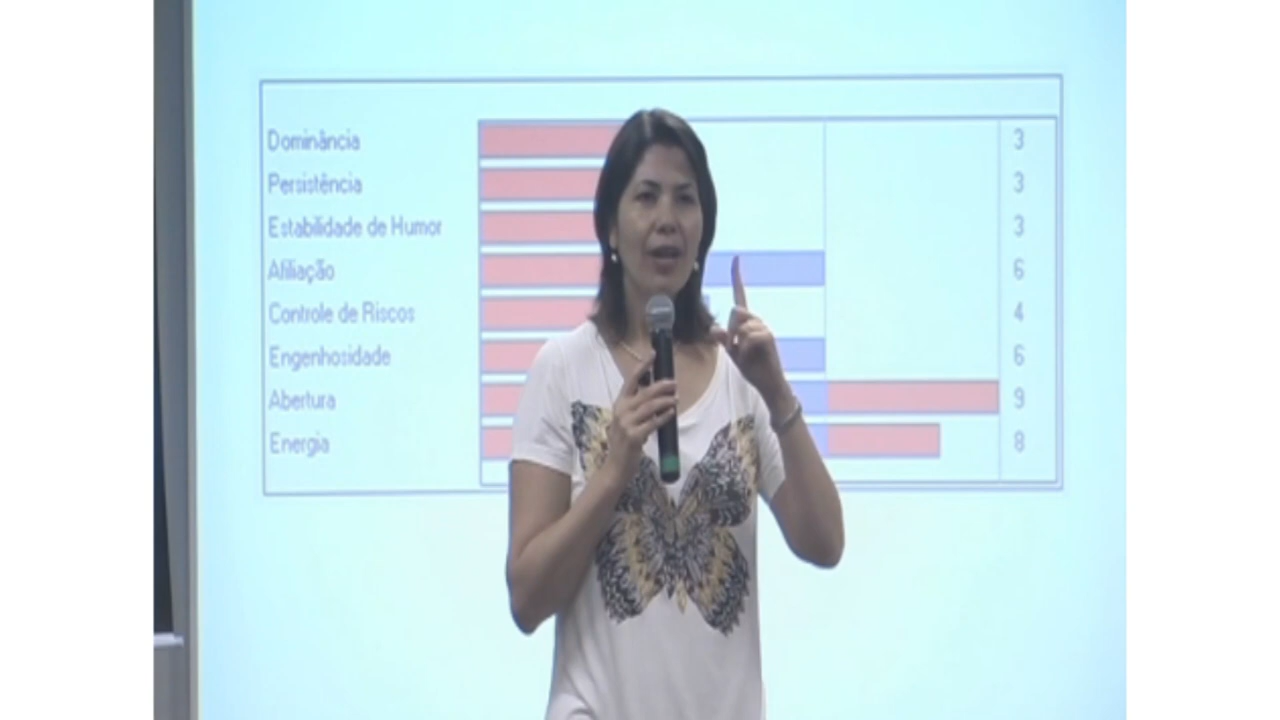 Dominância 3
Persistência 3
Estabilidade de Humor 3
Afiliação 6
Controle de Riscos 4
Engenhosidade 6
Abertura 9
Energia 8